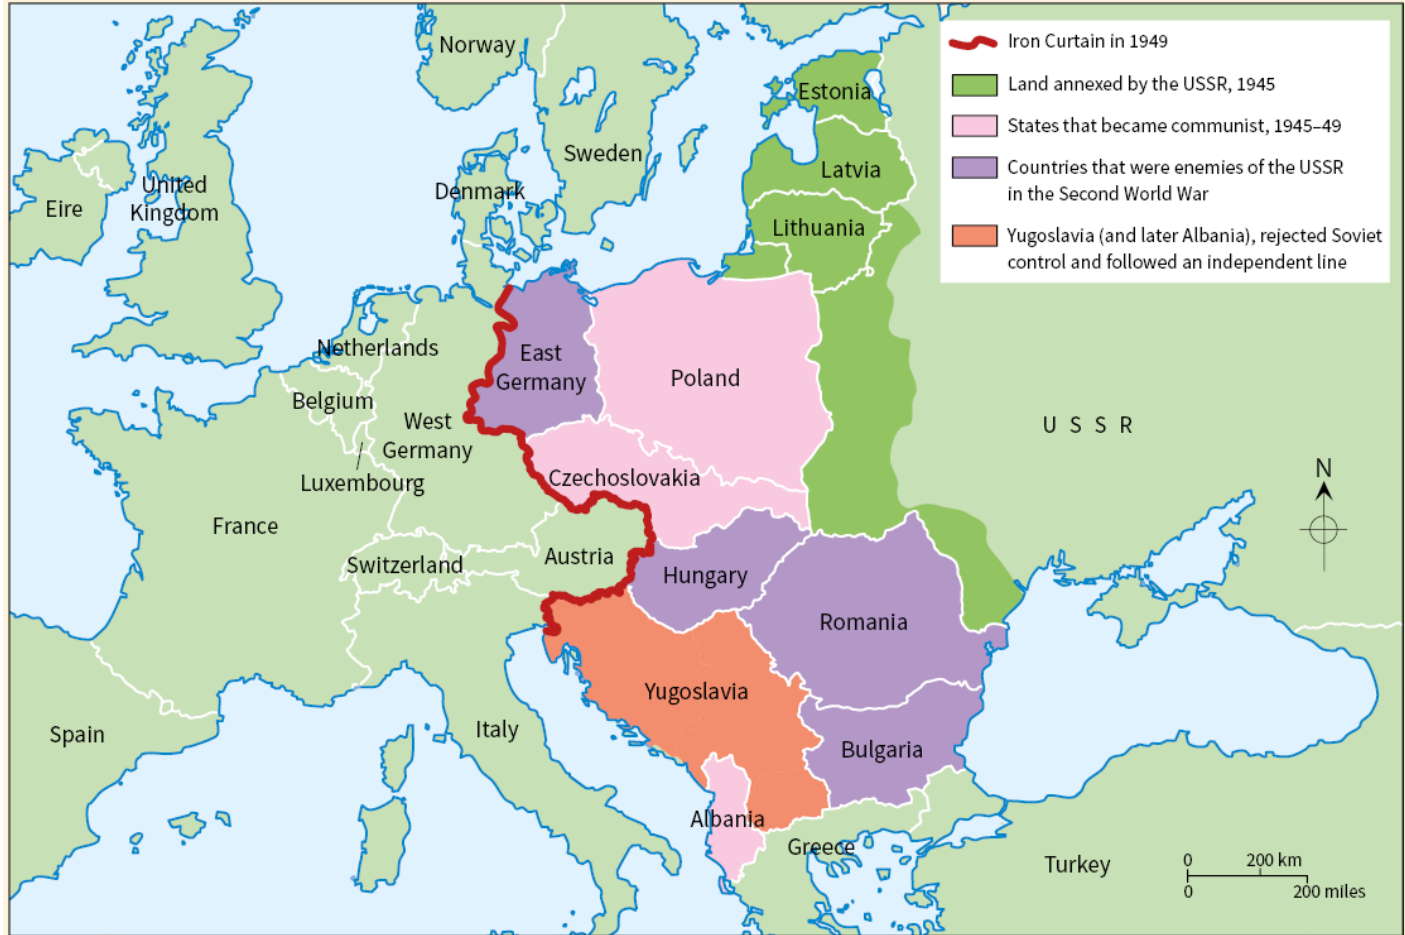 Iron Curtain in 1949
Land annexed by the USSR, 1945
States that became communist, 1945–49
Countries that were enemies of the USSR
in the Second World War
Yugoslavia (and later Albania), rejected Soviet
control and followed an independent line
Norway
Estonia
Sweden
Latvia
United
Kingdom
Denmark
Eire
Lithuania
Netherlands
East
Germany
Poland
Belgium
West
Germany
U S S R
Luxembourg
Czechoslovakia
N
France
Switzerland
Austria
Hungary
Romania
Yugoslavia
Spain
Italy
Bulgaria
Albania
Greece
Turkey
0 200 km
0 200 miles